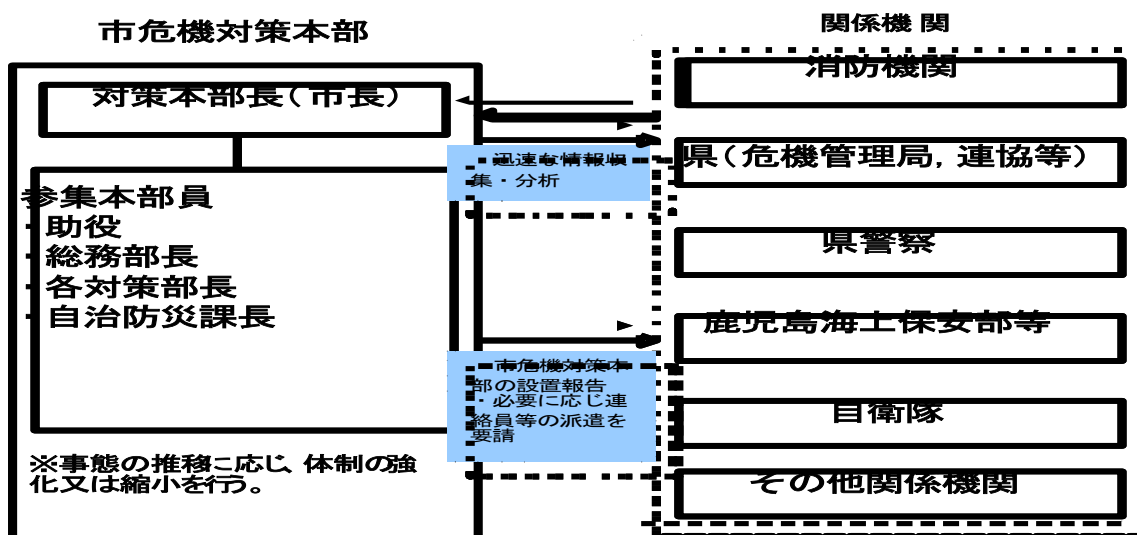 市危機対策本部
対策本部長(市長)
参集本部員
・助役
・総務部長
・各対策部長
・自治防災課長
※事態の推移に応じ、体制の強
化又は縮小を行う。
・迅速な情報収
集・分析
・市危機対策本
部の設置報告
・必要に応じ連
絡員等の派遣を
要請
関係機関
消防機関
県(危機管理局,連協等)
県警察
鹿児島海上保安部等
自衛隊
その他関係機関